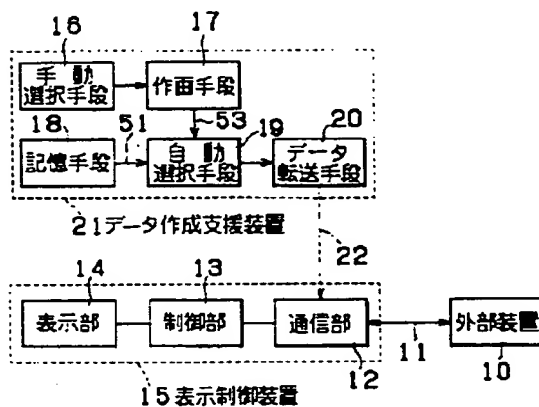 16
17
手動
選択手段
作画手段
18
51
53
19
20
記憶手段
自動
選択手段
データ
転送手段
21データ作成支援装置
22
14
13
表示部
制御部
通信部
外部装置
12
11
10
15表示制御装置